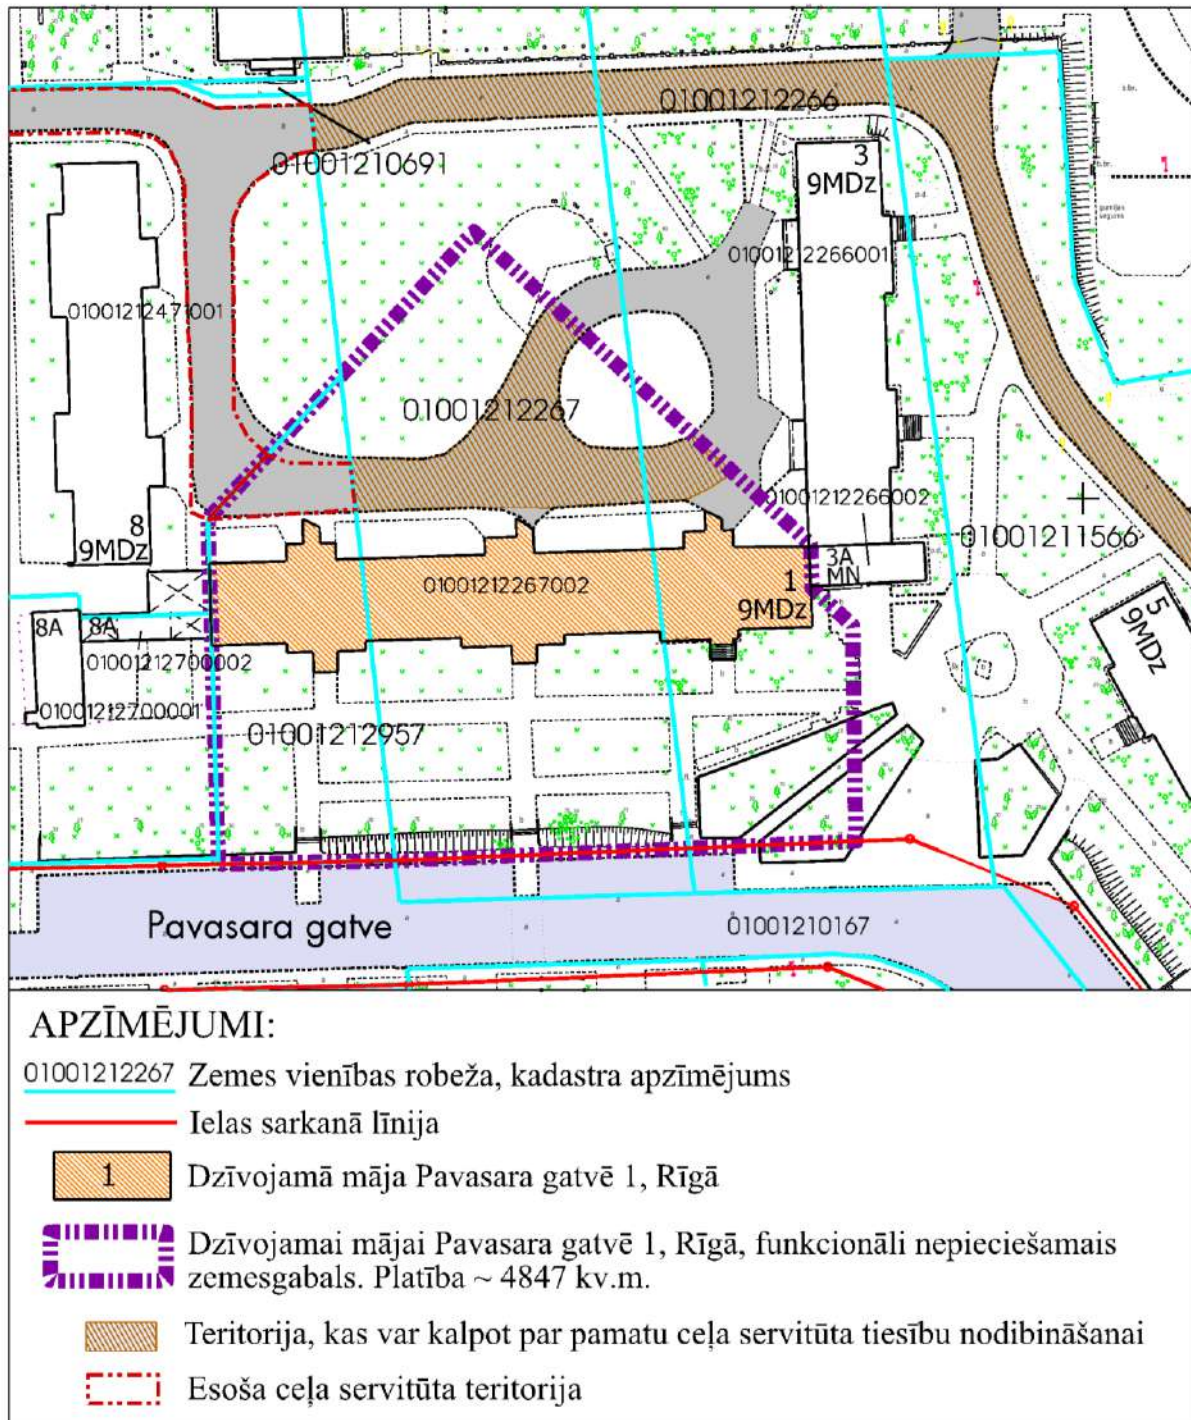 01001212266
01001210691
3
9MDz
01001212266001
01001212471001
01001212267
01001212266002
01001211566
8
9MDz
3A
MN
01001212267002
1
9MDz
5
9MDz
8A
8A
01001212700002
01001212700001
01001212957
Pavasara gatve
01001210167
APZĪMĒJUMI:
01001212267 Zemes vienības robeža, kadastra apzīmējums
Ielas sarkanā līnija
1 Dzīvojamā māja Pavasara gatvē 1, Rīgā
Dzīvojamai mājai Pavasara gatvē 1, Rīgā, funkcionāli nepieciešamais
zemesgabals. Platība ~ 4847 kv.m.
Teritorija, kas var kalpot par pamatu ceļa servitūta tiesību nodibināšanai
Esoša ceļa servitūta teritorija